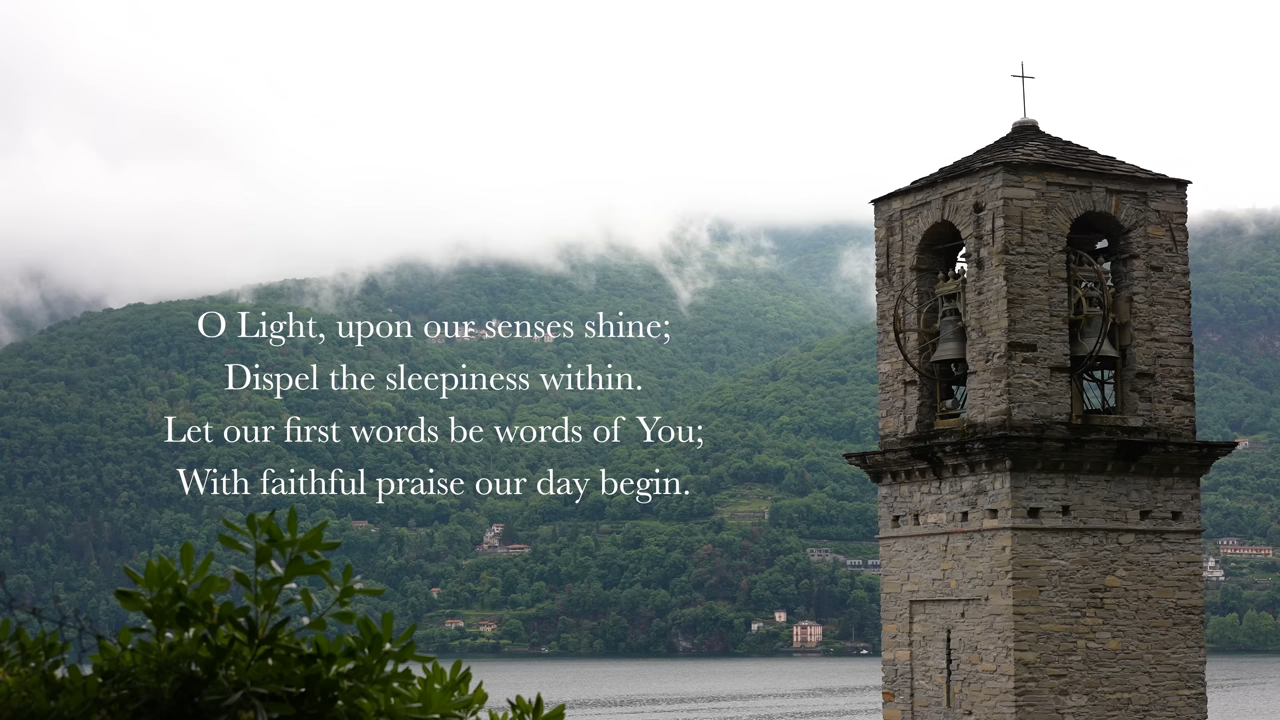 O Light, upon our senses shine;
Dispel the sleepiness within.
Let our first words be words of You;
With faithful praise our day begin.